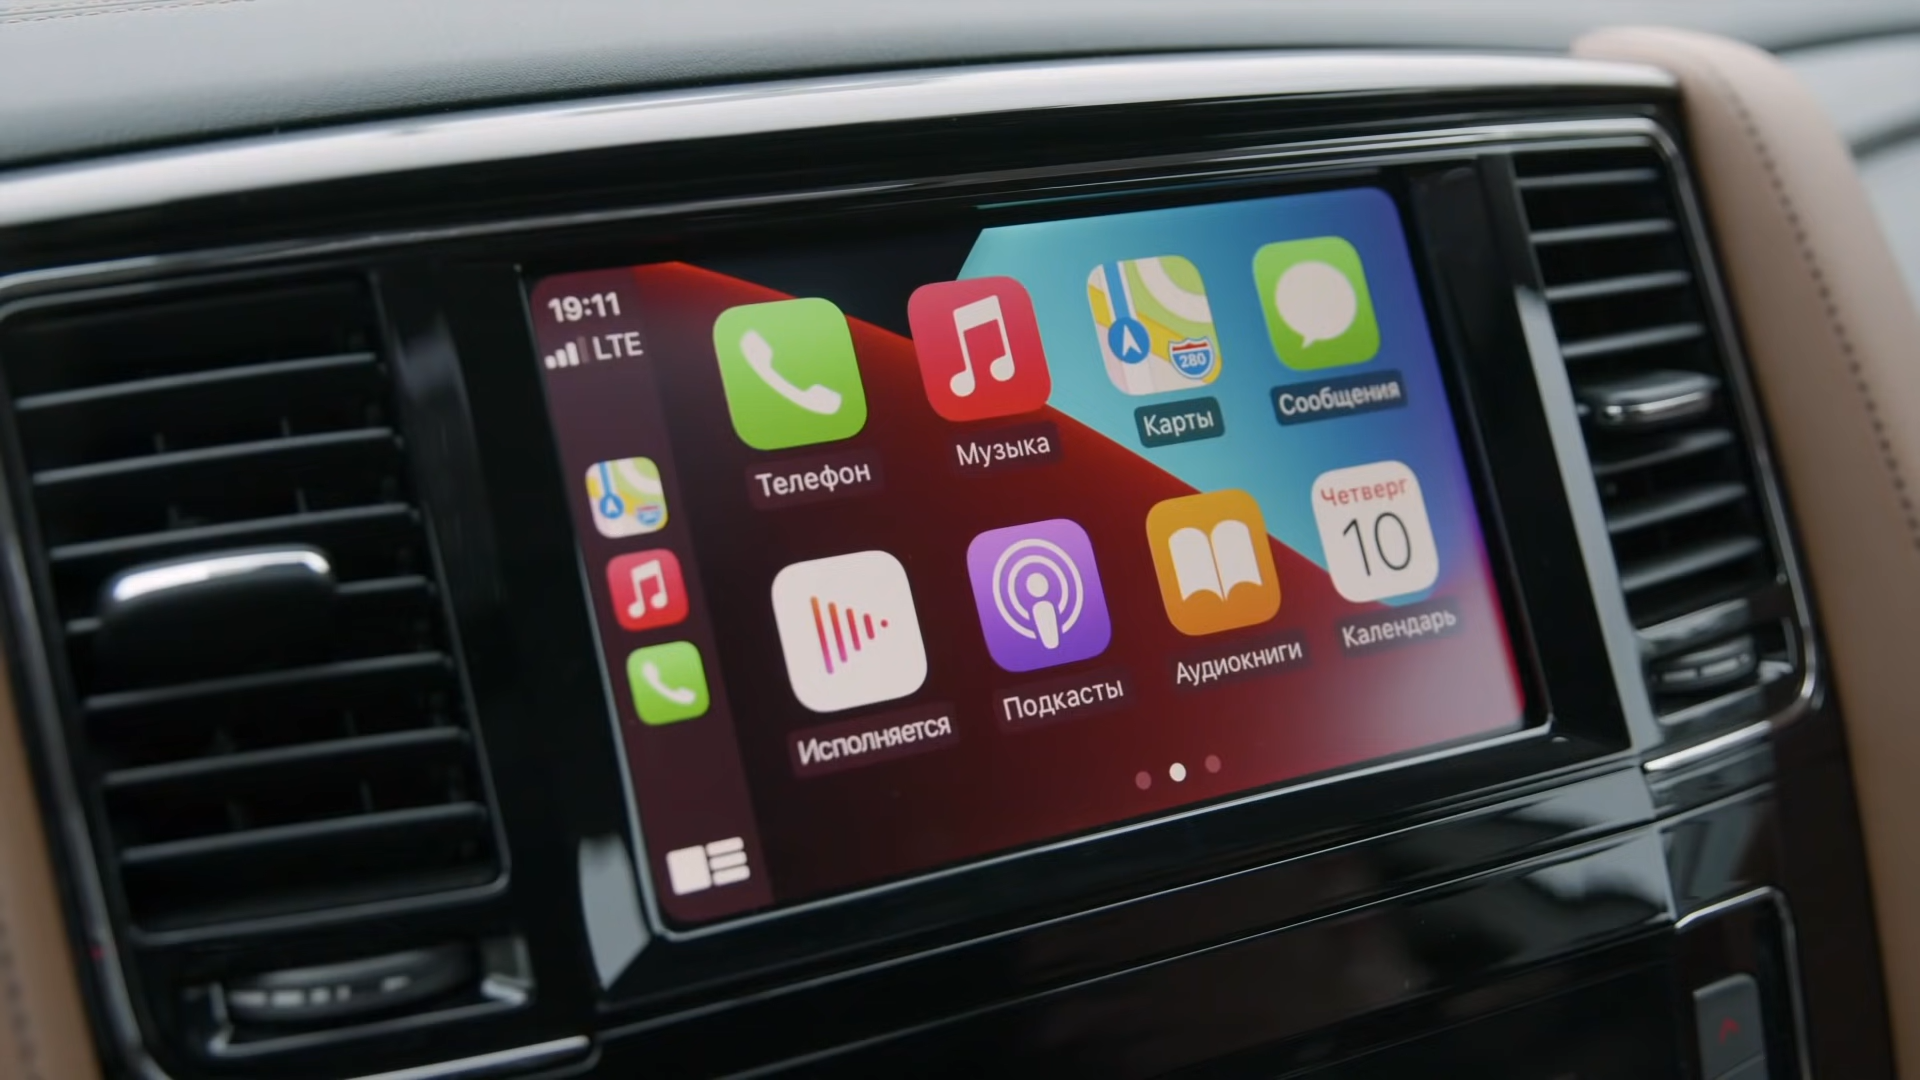 19:11
LTE
Телефон
Музыка
280
Карты
Сообщения
Исполняется
Подкасты
Аудиокниги
Четверг
10
Календарь